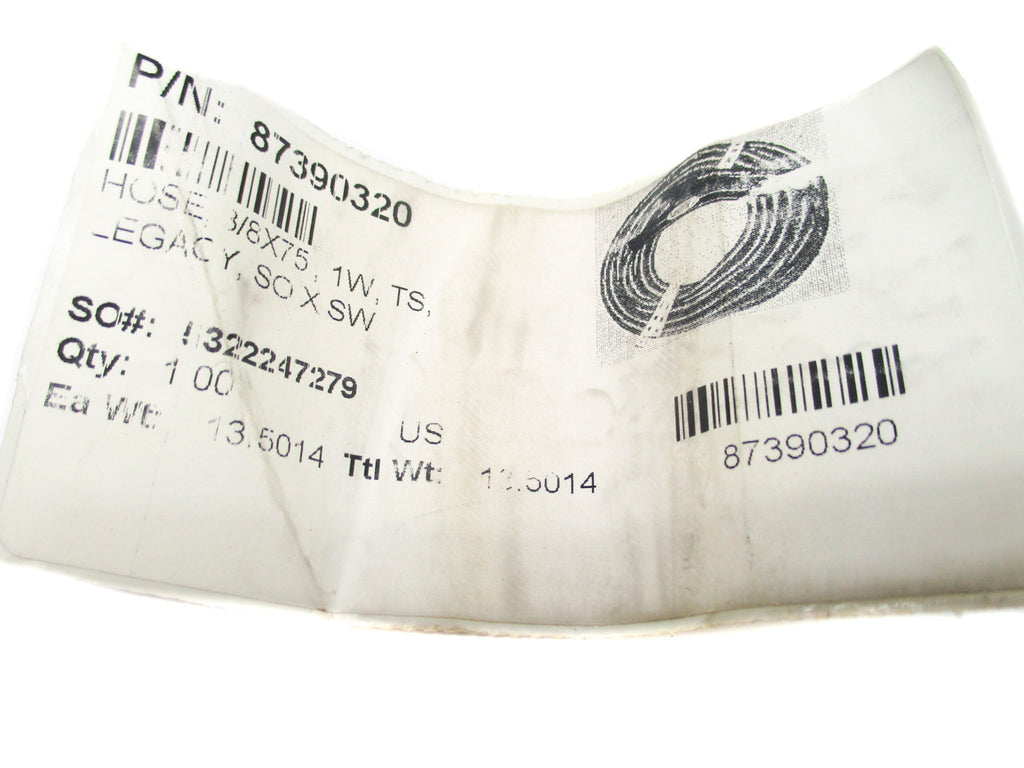 P/N: 87390320
HOSE, 3/8X75, 1W, TS,
LEGACY, SO X SW
SO#:
Qty: 1.00 US
Ea Wt: 13.5014 Ttl Wt: 13.5014
87390320